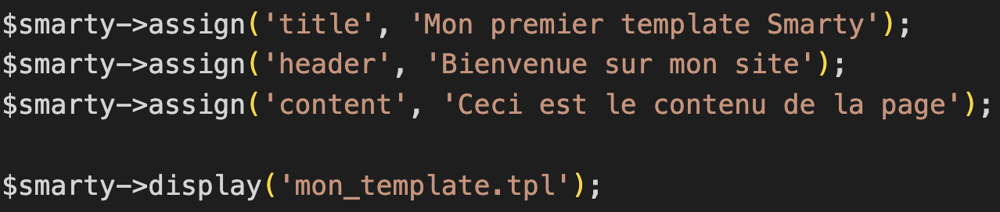 $smarty->assign('title', 'Mon premier template Smarty');
$smarty->assign('header', 'Bienvenue sur mon site');
$smarty->assign('content', 'Ceci est le contenu de la page');
$smarty->display('mon_template.tpl');